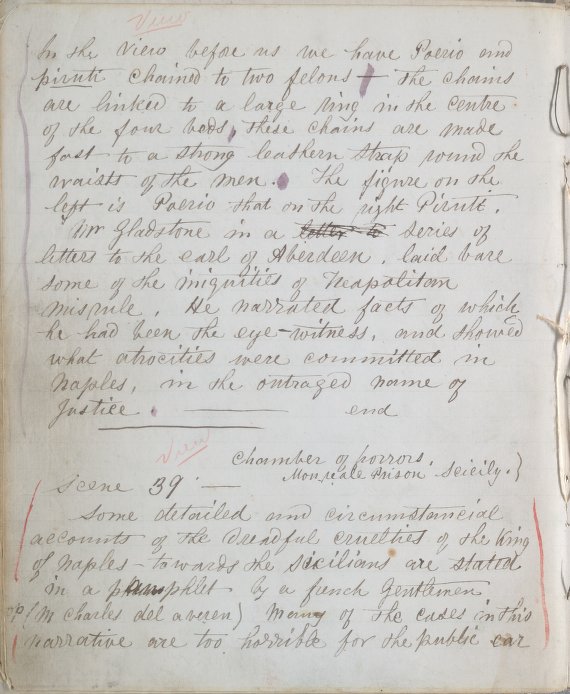 View
In the View before us we have Poerio and
piruti chained to two felons – The chains
are linked to a large ring in the centre
of the four beds, These chains are made
fast to a strong leathern strap round the
waists of the men. The figure on the
left is Poerio that on the right Pirutti.
Mr Gladstone in a letter to series of
letters to the earl of Aberdeen, laid bare
some of the iniquities of Neapolitan
misrule. He narrated facts of which
he had been the eye-witness, and showed
what atrocities were committed in
Naples, in the outraged name of
Justice. end
View
Chamber of horrors.
Scene 39 – Monreale Prison Scicily.}
Some detailed and circumstancial
accounts of the dreadful cruelties of the King
of Naples – towards the Sicilians are stated
in a pamphlet by a french Gentlemen
(M charles del averen) Many of the cases in this
narrative are too horrible for the public ear